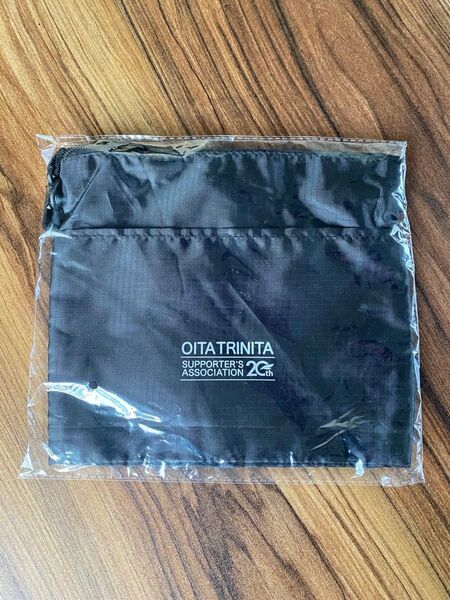 OITA TRINITA
SUPPORTER'S
ASSOCIATION 20th